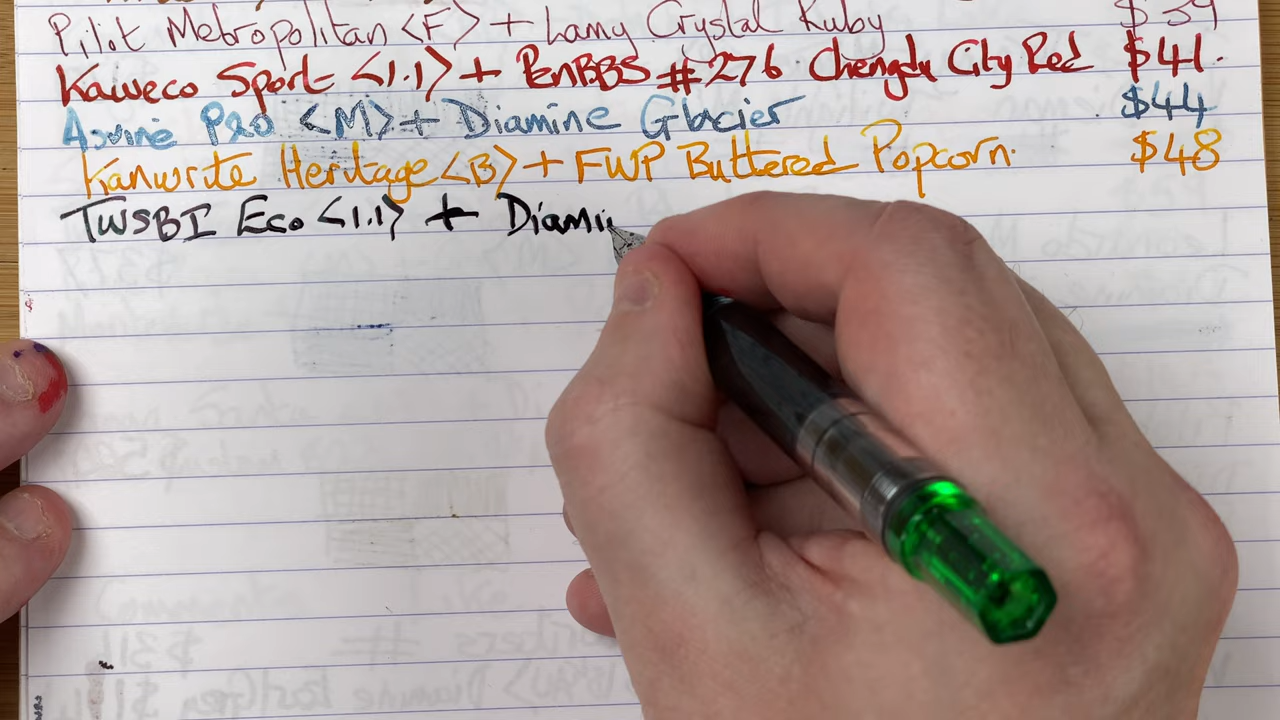 Pilot Metropolitan <F> + Lamy Crystal Ruby $39
Kaweco Sport <1.1> + PenBBS #276 Chengdu City Red $41
Asvine P20 <M> + Diamine Glacier $44
Kanwrite Heritage <B> + FWP Buttered Popcorn $48
TWSBI Eco <1.1> + Diami